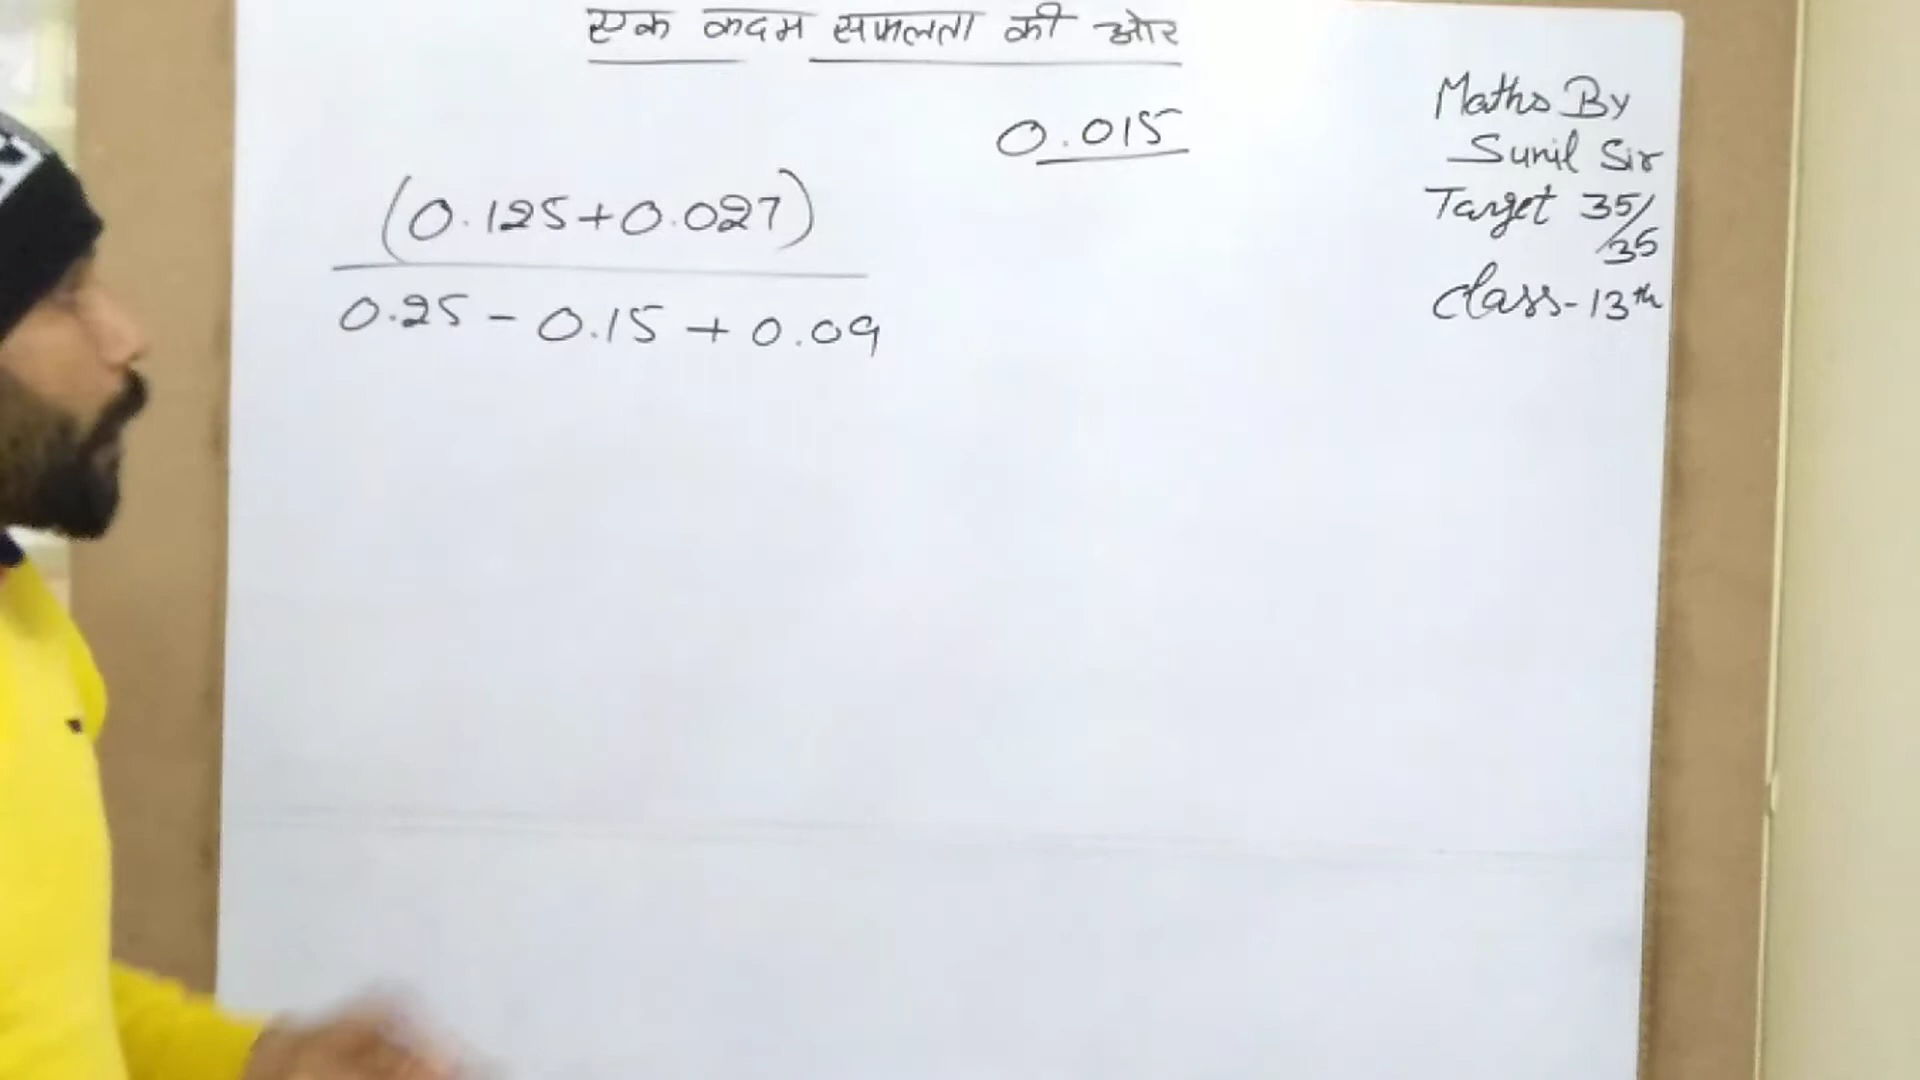 एक कदम सफलता की ओर
0.015
(0.125+0.027)
0.25 - 0.15 + 0.09
Maths By
Sunil Sir
Target 35/35
Class-13th